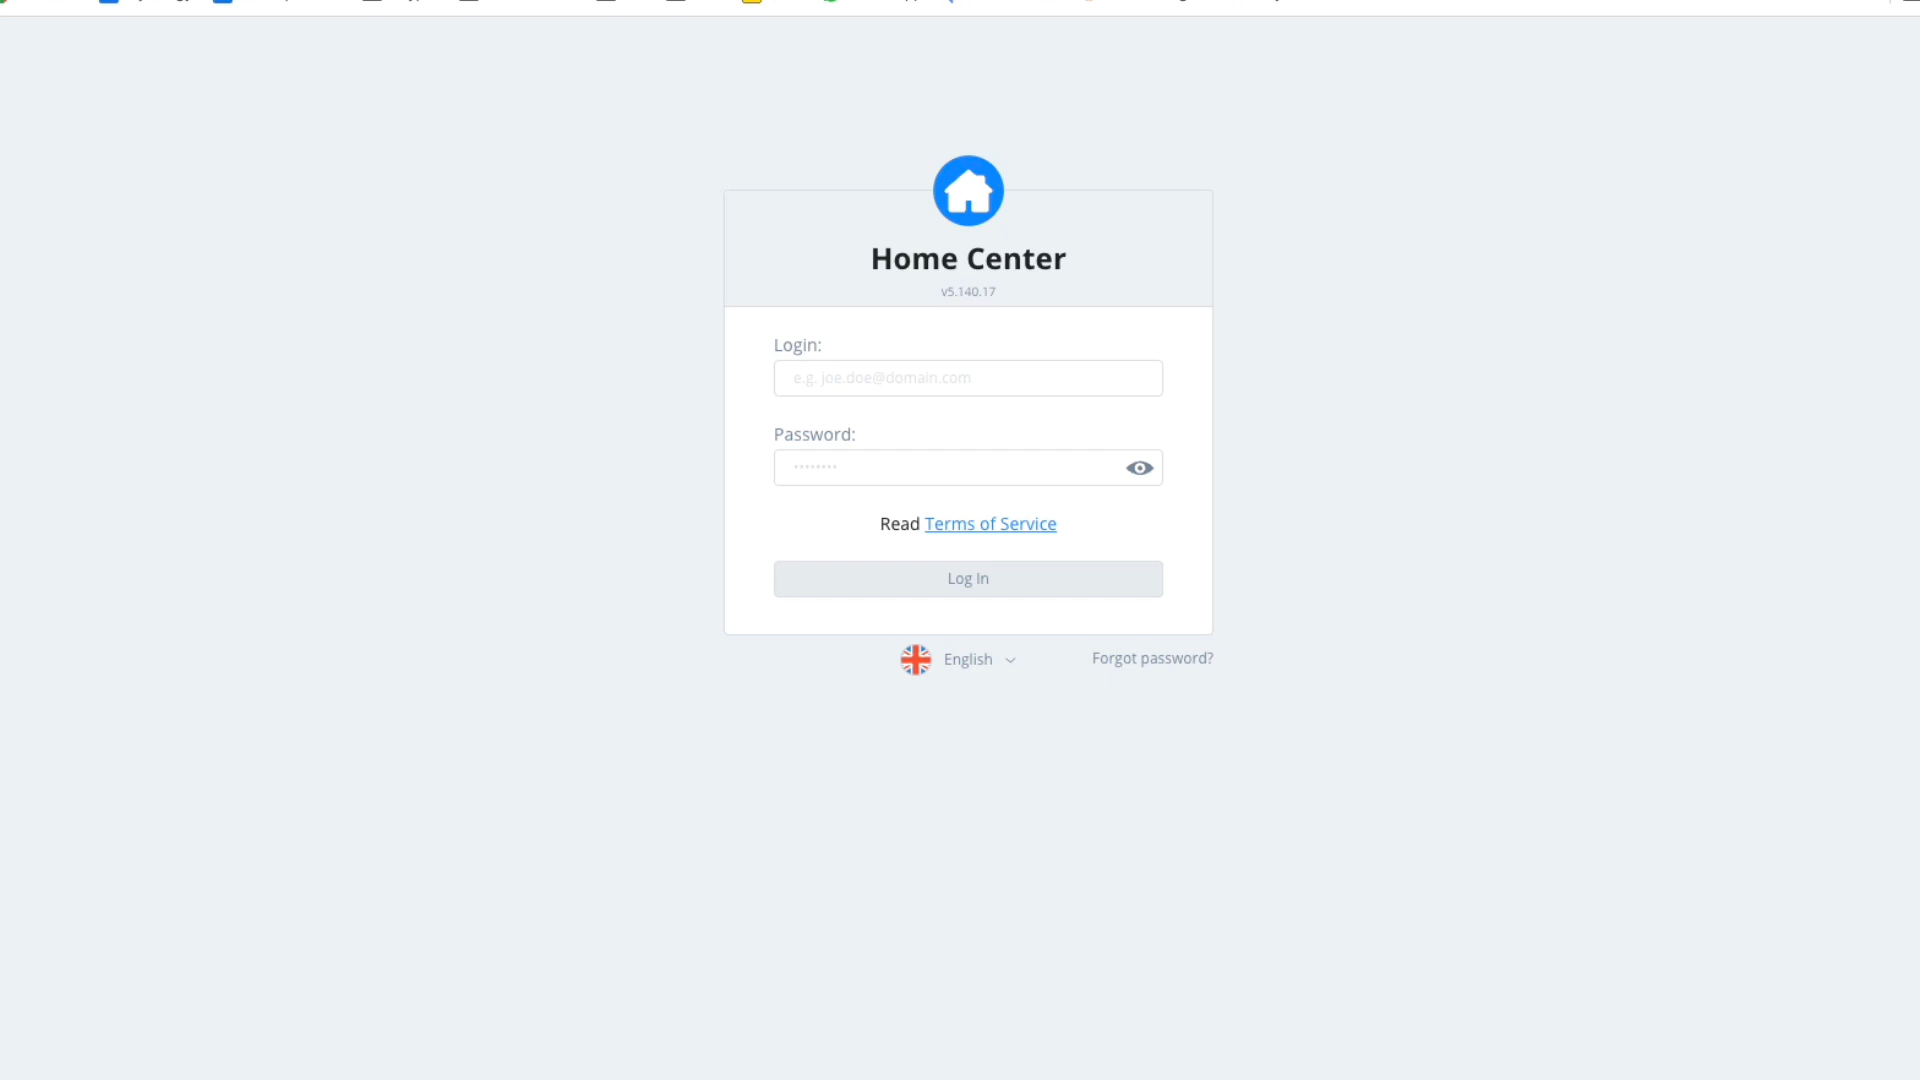 Home Center
v5.140.17
Login:
e.g. joe.doe@domain.com
Password:
Read Terms of Service
Log In
English
Forgot password?